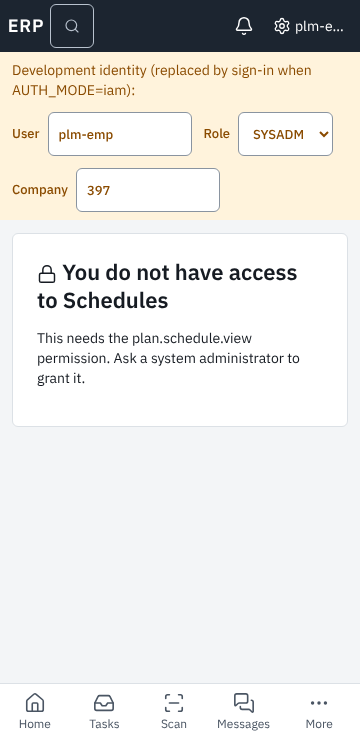 ERP
plm-e...
Development identity (replaced by sign-in when
AUTH_MODE=iam):
User plm-emp Role SYSADM
Company 397
You do not have access
to Schedules
This needs the plan.schedule.view
permission. Ask a system administrator to
grant it.
Home Tasks Scan Messages More